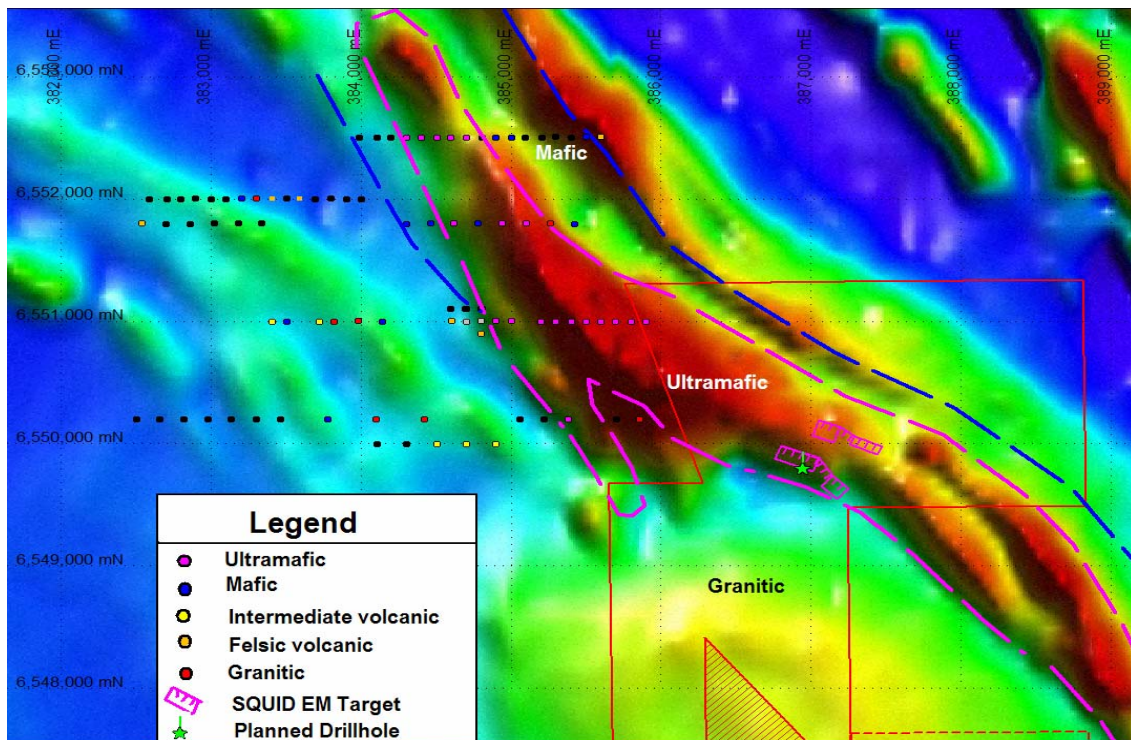 382,000 mE
383,000 mE
384,000 mE
385,000 mE
386,000 mE
387,000 mE
388,000 mE
389,000 mE
6,553,000 mN
Mafic
6,552,000 mN
6,551,000 mN
Ultramafic
6,550,000 mN
6,549,000 mN
Granitic
6,548,000 mN
Legend
Ultramafic
Mafic
Intermediate volcanic
Felsic volcanic
Granitic
SQUID EM Target
Planned Drillhole